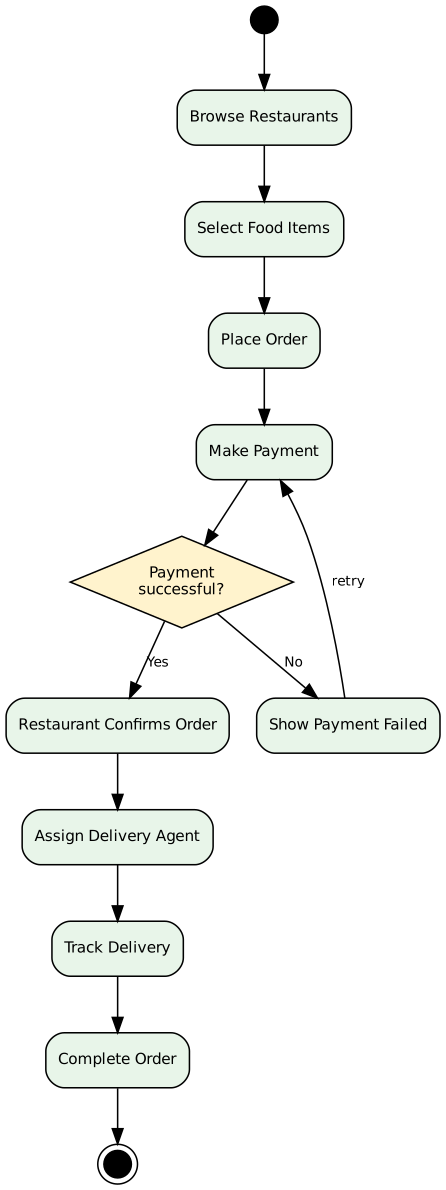 Browse Restaurants
Select Food Items
Place Order
Make Payment
Payment
successful?
retry
Yes
No
Restaurant Confirms Order
Show Payment Failed
Assign Delivery Agent
Track Delivery
Complete Order